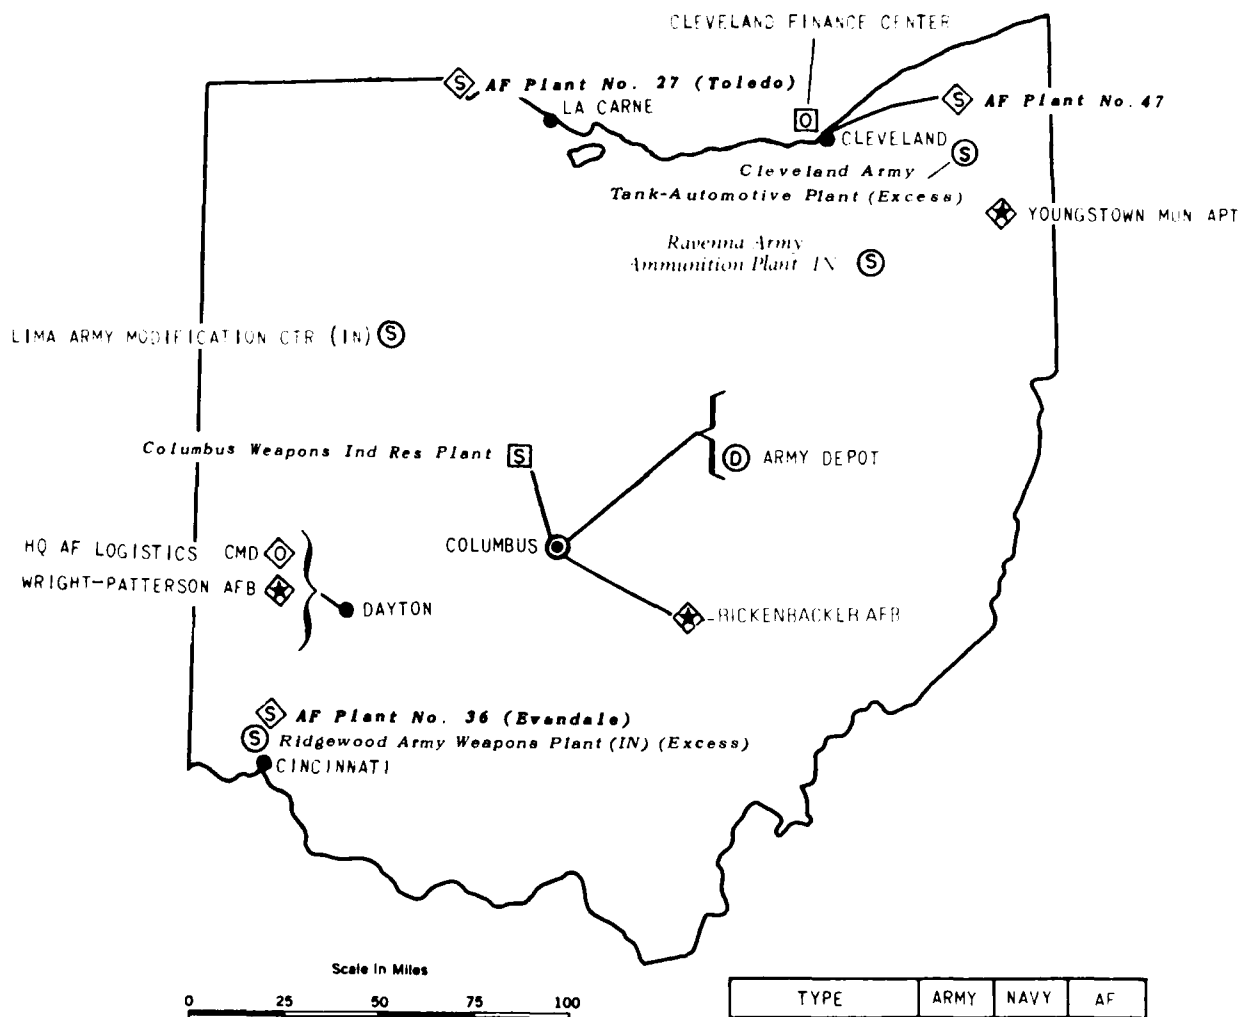 CLEVELAND FINANCE CENTER
O
S AF Plant No. 27 (Toledo)
LA CARNE
S AF Plant No. 47
CLEVELAND
S
Cleveland Army
Tank-Automotive Plant (Excess)
YOUNGSTOWN MUN APT
Ravenna Army
Ammunition Plant IN S
LIMA ARMY MODIFICATION CTR (IN) S
Columbus Weapons Ind Res Plant S
D ARMY DEPOT
COLUMBUS
HQ AF LOGISTICS CMD O
WRIGHT-PATTERSON AFB
DAYTON
RICKENBACKER AFB
S AF Plant No. 36 (Evandale)
S Ridgewood Army Weapons Plant (IN) (Excess)
CINCINNATI
Scale In Miles
0 25 50 100
TYPE ARMY NAVY AF